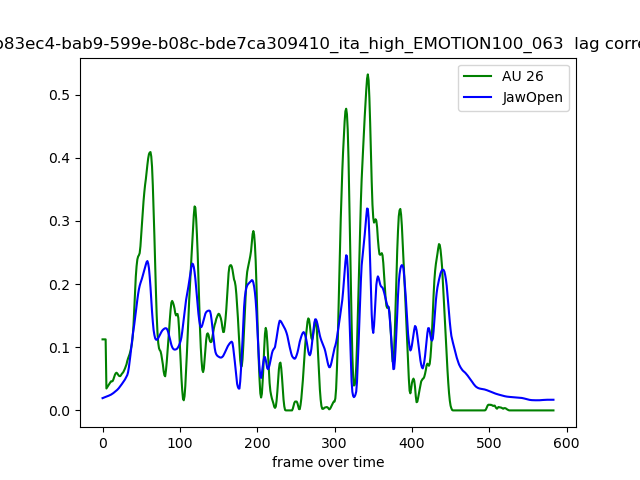 b83ec4-bab9-599e-b08c-bde7ca309410_ita_high_EMOTION100_063 lag corre
AU 26
JawOpen
0.5
0.4
0.3
0.2
0.1
0.0
0 100 200 300 400 500 600
frame over time